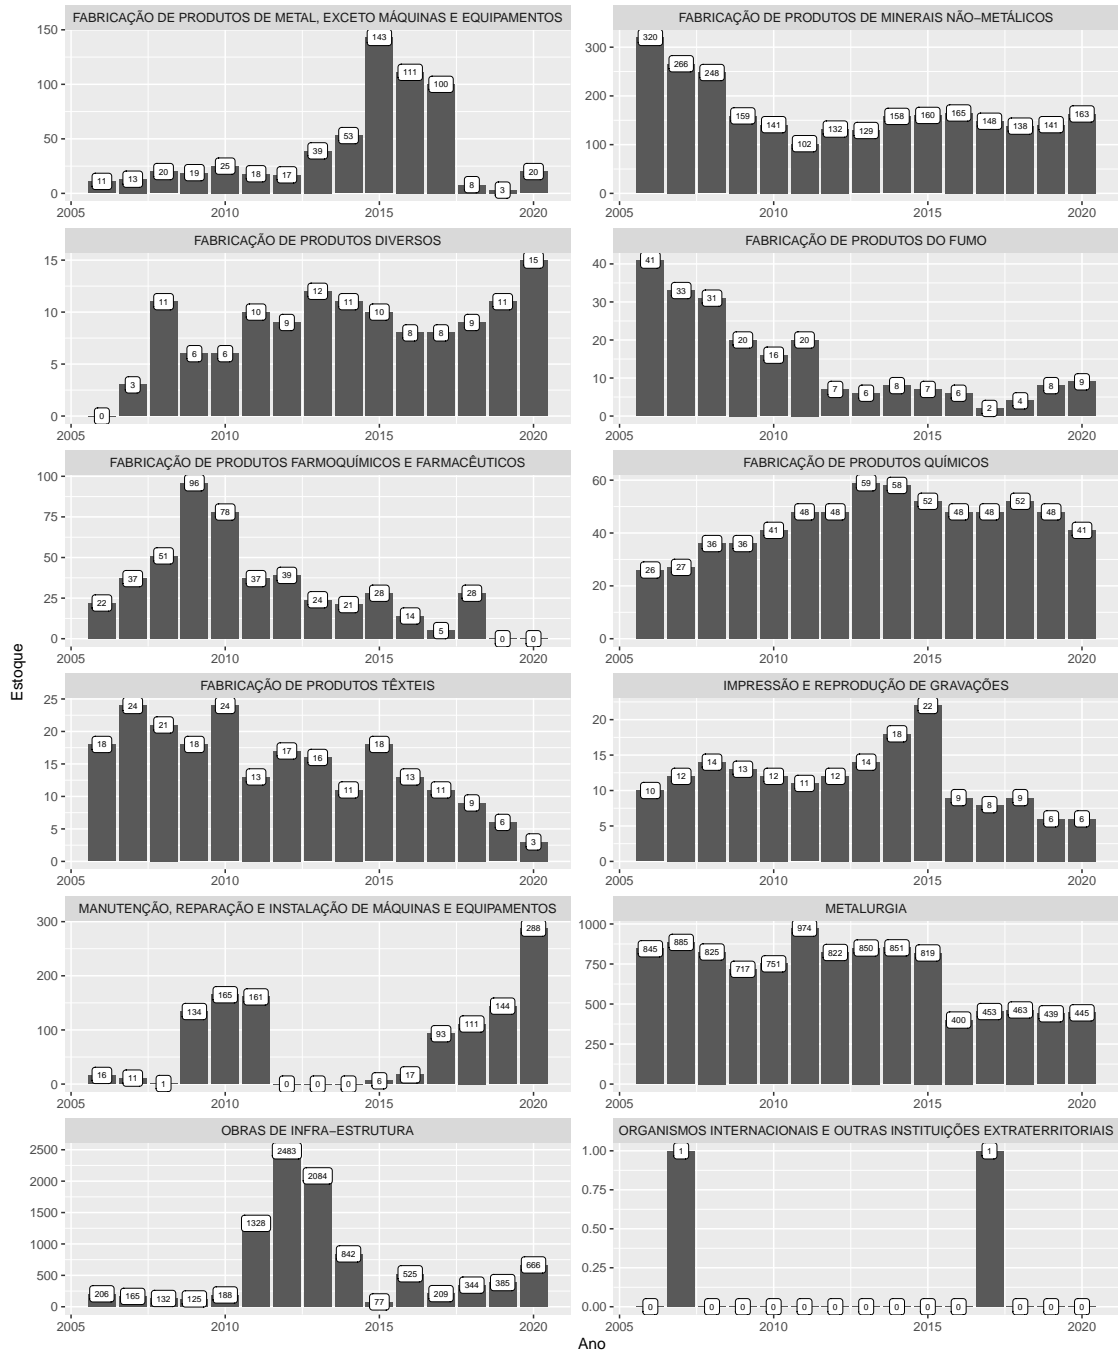 FABRICAÇÃO DE PRODUTOS DE METAL, EXCETO MÁQUINAS E EQUIPAMENTOS
150
100
50
0
11 13 20 19 25 18 17 39 53 143 111 100 8 3 20
2005 2010 2015 2020
FABRICAÇÃO DE PRODUTOS DE MINERAIS NÃO−METÁLICOS
300
200
100
0
320 266 248 159 141 102 132 129 158 160 165 148 138 141 163
2005 2010 2015 2020
FABRICAÇÃO DE PRODUTOS DIVERSOS
15
10
5
0
0 3 11 6 6 10 9 12 11 10 8 8 9 11 15
2005 2010 2015 2020
FABRICAÇÃO DE PRODUTOS DO FUMO
40
30
20
10
0
41 33 31 20 16 20 7 6 8 7 6 2 4 8 9
2005 2010 2015 2020
FABRICAÇÃO DE PRODUTOS FARMOQUÍMICOS E FARMACÊUTICOS
100
75
50
25
0
22 37 51 96 78 37 39 24 21 28 14 5 28 0 0
2005 2010 2015 2020
FABRICAÇÃO DE PRODUTOS QUÍMICOS
60
40
20
0
26 27 36 36 41 48 48 59 58 52 48 48 52 48 41
2005 2010 2015 2020
FABRICAÇÃO DE PRODUTOS TÊXTEIS
25
20
15
10
5
0
18 24 21 18 24 13 17 16 11 18 13 11 9 6 3
2005 2010 2015 2020
IMPRESSÃO E REPRODUÇÃO DE GRAVAÇÕES
20
15
10
5
0
10 12 14 13 12 11 12 14 18 22 9 8 9 6 6
2005 2010 2015 2020
MANUTENÇÃO, REPARAÇÃO E INSTALAÇÃO DE MÁQUINAS E EQUIPAMENTOS
300
200
100
0
16 11 1 134 165 161 0 0 0 6 17 93 111 144 288
2005 2010 2015 2020
METALURGIA
1000
750
500
250
0
845 885 825 717 751 974 822 850 851 819 400 453 463 439 445
2005 2010 2015 2020
OBRAS DE INFRA−ESTRUTURA
2500
2000
1500
1000
500
0
206 165 132 125 188 1328 2483 2084 842 77 525 209 344 385 666
2005 2010 2015 2020
ORGANISMOS INTERNACIONAIS E OUTRAS INSTITUIÇÕES EXTRATERRITORIAIS
1.00
0.75
0.50
0.25
0.00
0 1 0 0 0 0 0 0 0 0 0 1 0 0 0
2005 2010 2015 2020
Estoque
Ano